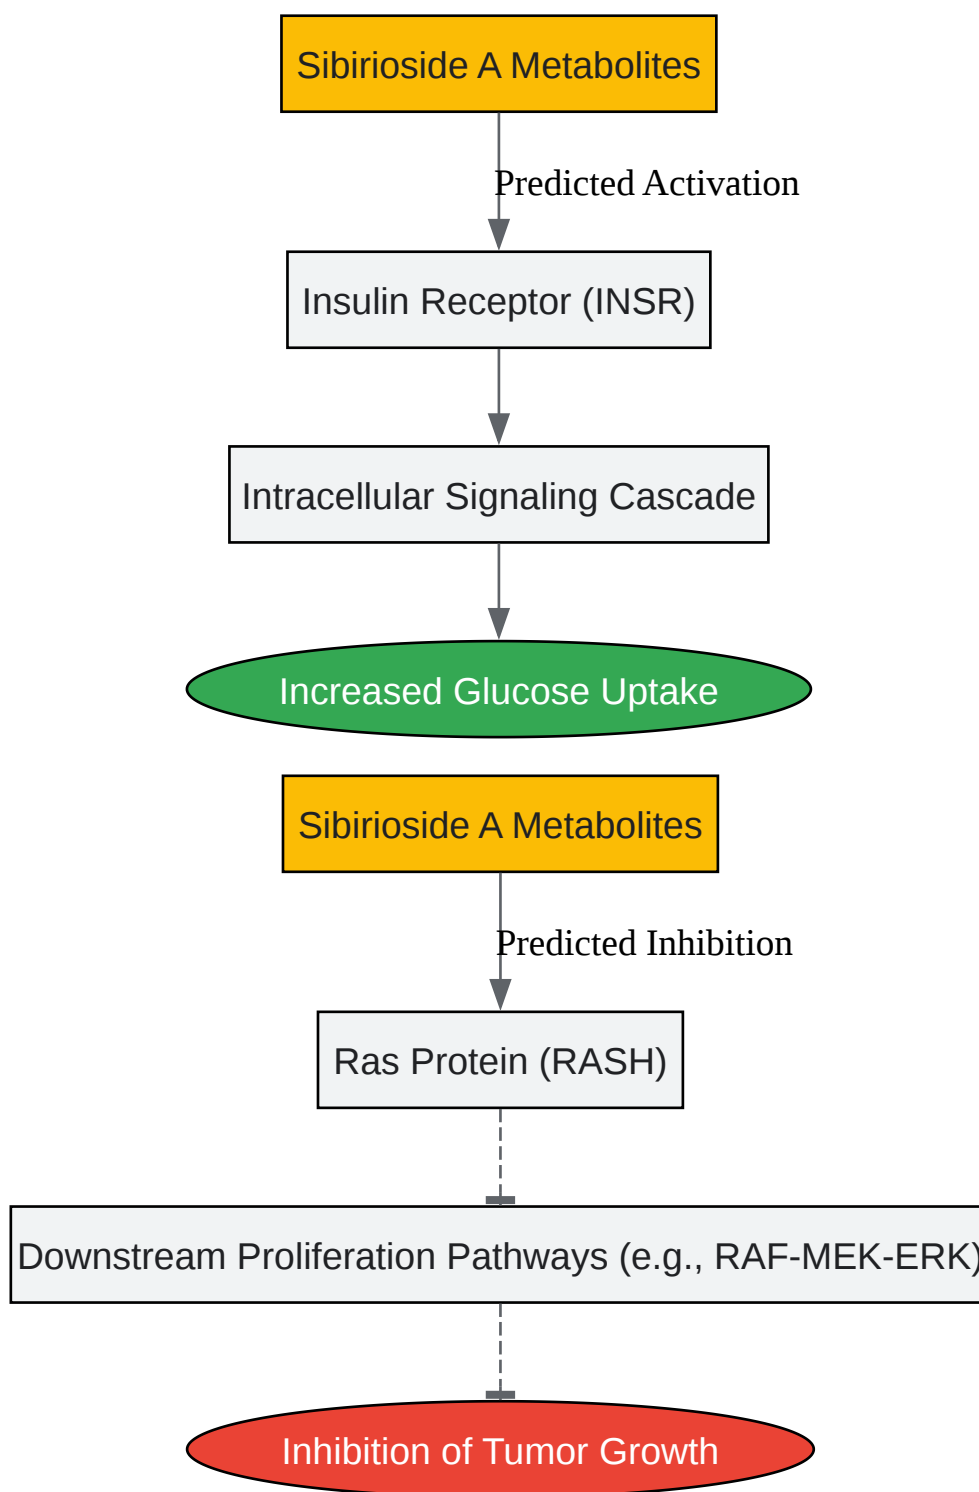 Sibirioside A Metabolites
Predicted Activation
Insulin Receptor (INSR)
Intracellular Signaling Cascade
Increased Glucose Uptake
Sibirioside A Metabolites
Predicted Inhibition
Ras Protein (RASH)
Downstream Proliferation Pathways (e.g., RAF-MEK-ERK)
Inhibition of Tumor Growth